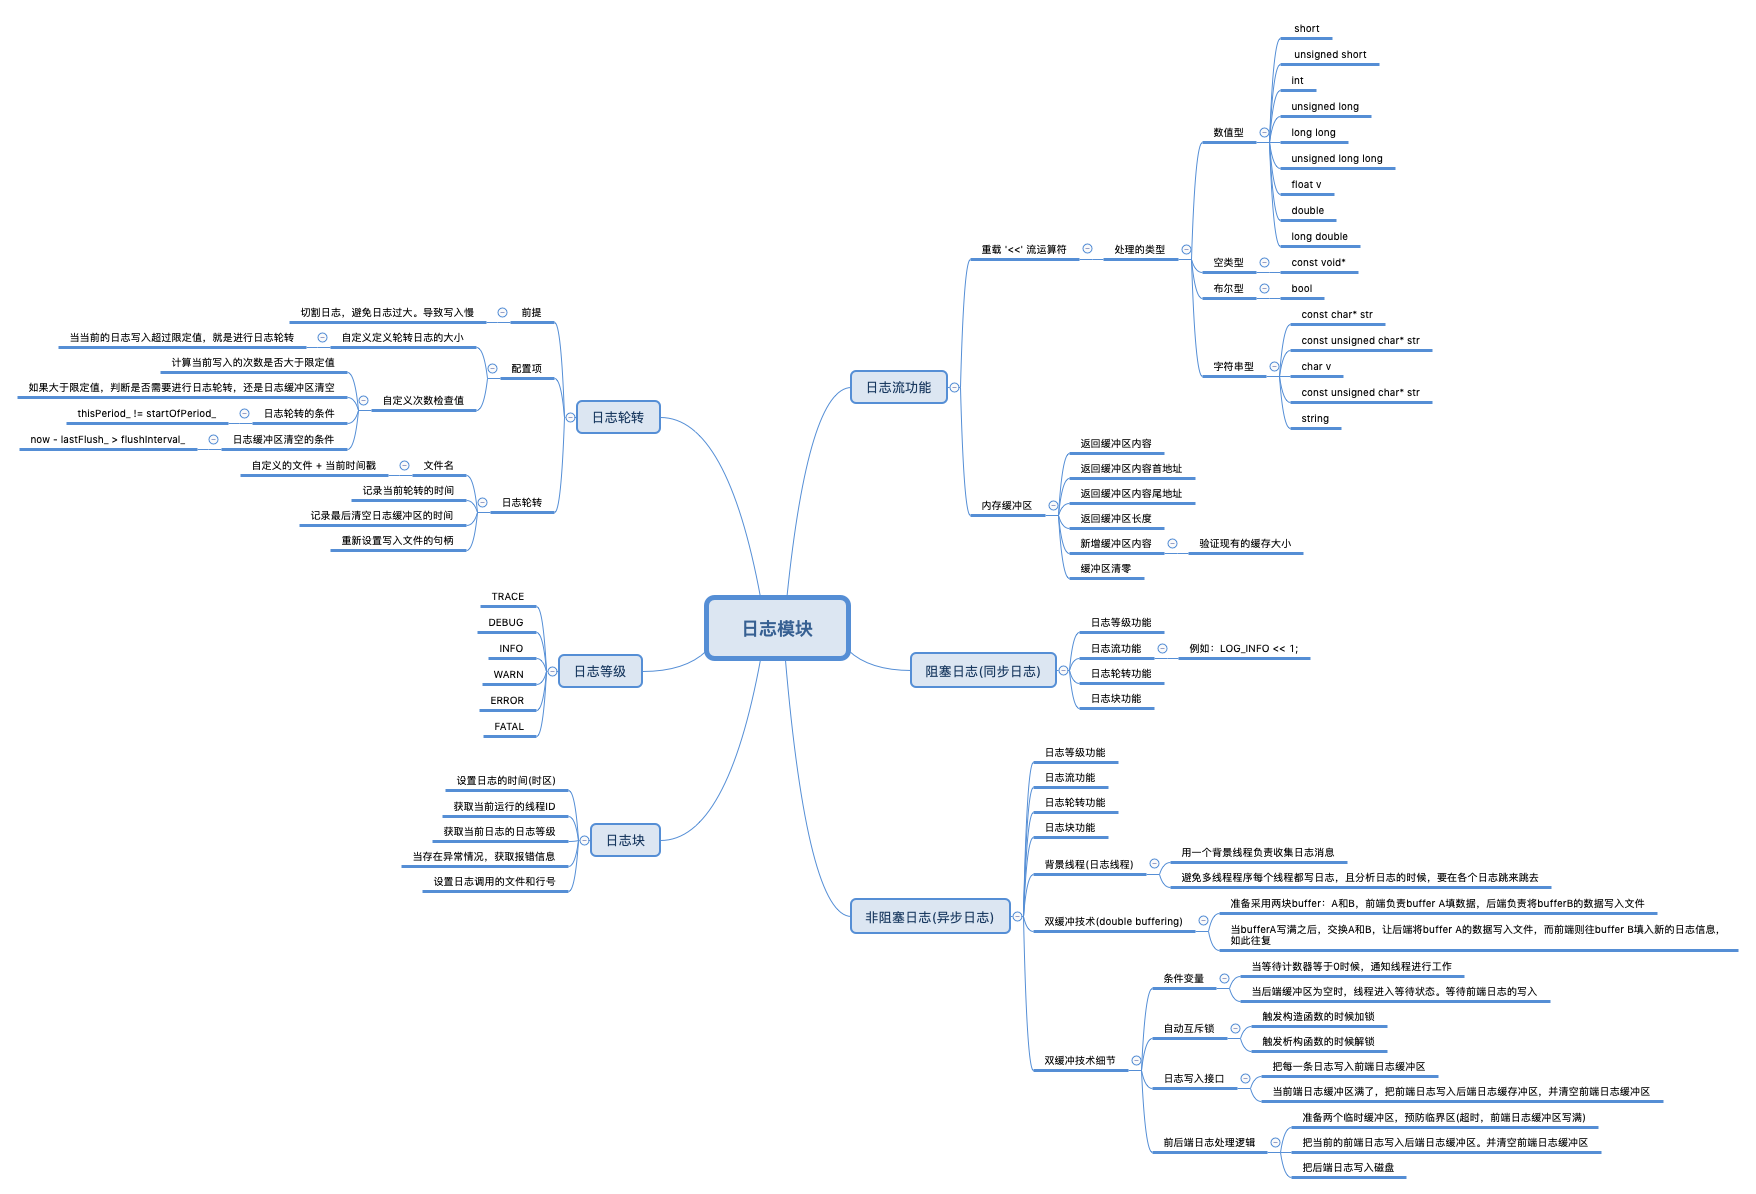 日志模块
日志流功能
重载 '<<' 流运算符
处理的类型
数值型
short
unsigned short
int
unsigned long
long long
unsigned long long
float v
double
long double
空类型
const void*
布尔型
bool
字符串型
const char* str
const unsigned char* str
char v
const unsigned char* str
string
内存缓冲区
返回缓冲区内容
返回缓冲区内容首地址
返回缓冲区内容尾地址
返回缓冲区长度
新增缓冲区内容
验证现有的缓存大小
缓冲区清零
阻塞日志(同步日志)
日志等级功能
日志流功能
例如：LOG_INFO << 1;
日志轮转功能
日志块功能
非阻塞日志(异步日志)
日志等级功能
日志流功能
日志轮转功能
日志块功能
背景线程(日志线程)
用一个背景线程负责收集日志消息
避免多线程程序每个线程都写日志，且分析日志的时候，要在各个日志跳来跳去
双缓冲技术(double buffering)
准备采用两块buffer：A和B，前端负责buffer A填数据，后端负责将bufferB的数据写入文件
当bufferA写满之后，交换A和B，让后端将buffer A的数据写入文件，而前端则往buffer B填入新的日志信息，
如此往复
双缓冲技术细节
条件变量
当等待计数器等于0时候，通知线程进行工作
当后端缓冲区为空时，线程进入等待状态。等待前端日志的写入
自动互斥锁
触发构造函数的时候加锁
触发析构函数的时候解锁
日志写入接口
把每一条日志写入前端日志缓冲区
当前端日志缓冲区满了，把前端日志写入后端日志缓存冲区，并清空前端日志缓冲区
前后端日志处理逻辑
准备两个临时缓冲区，预防临界区(超时，前端日志缓冲区写满)
把当前的前端日志写入后端日志缓冲区。并清空前端日志缓冲区
把后端日志写入磁盘
日志轮转
前提
切割日志，避免日志过大。导致写入慢
配置项
自定义定义轮转日志的大小
当当前的日志写入超过限定值，就是进行日志轮转
自定义次数检查值
计算当前写入的次数是否大于限定值
如果大于限定值，判断是否需要进行日志轮转，还是日志缓冲区清空
日志轮转的条件
thisPeriod_ != startOfPeriod_
日志缓冲区清空的条件
now - lastFlush_ > flushInterval_
日志轮转
文件名
自定义的文件 + 当前时间戳
记录当前轮转的时间
记录最后清空日志缓冲区的时间
重新设置写入文件的句柄
日志等级
TRACE
DEBUG
INFO
WARN
ERROR
FATAL
日志块
设置日志的时间(时区)
获取当前运行的线程ID
获取当前日志的日志等级
当存在异常情况，获取报错信息
设置日志调用的文件和行号